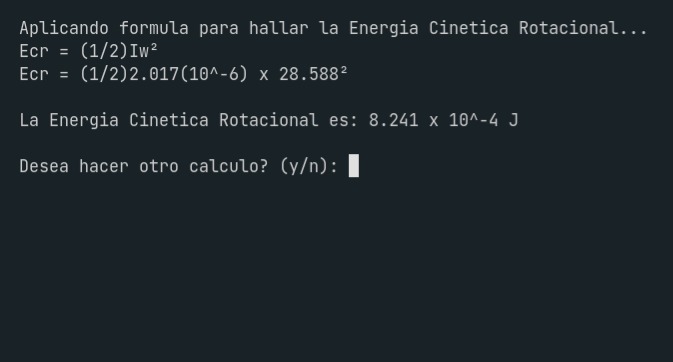 Aplicando formula para hallar la Energia Cinetica Rotacional...
Ecr = (1/2)Iw²
Ecr = (1/2)2.017(10^-6) x 28.588²
La Energia Cinetica Rotacional es: 8.241 x 10^-4 J
Desea hacer otro calculo? (y/n):